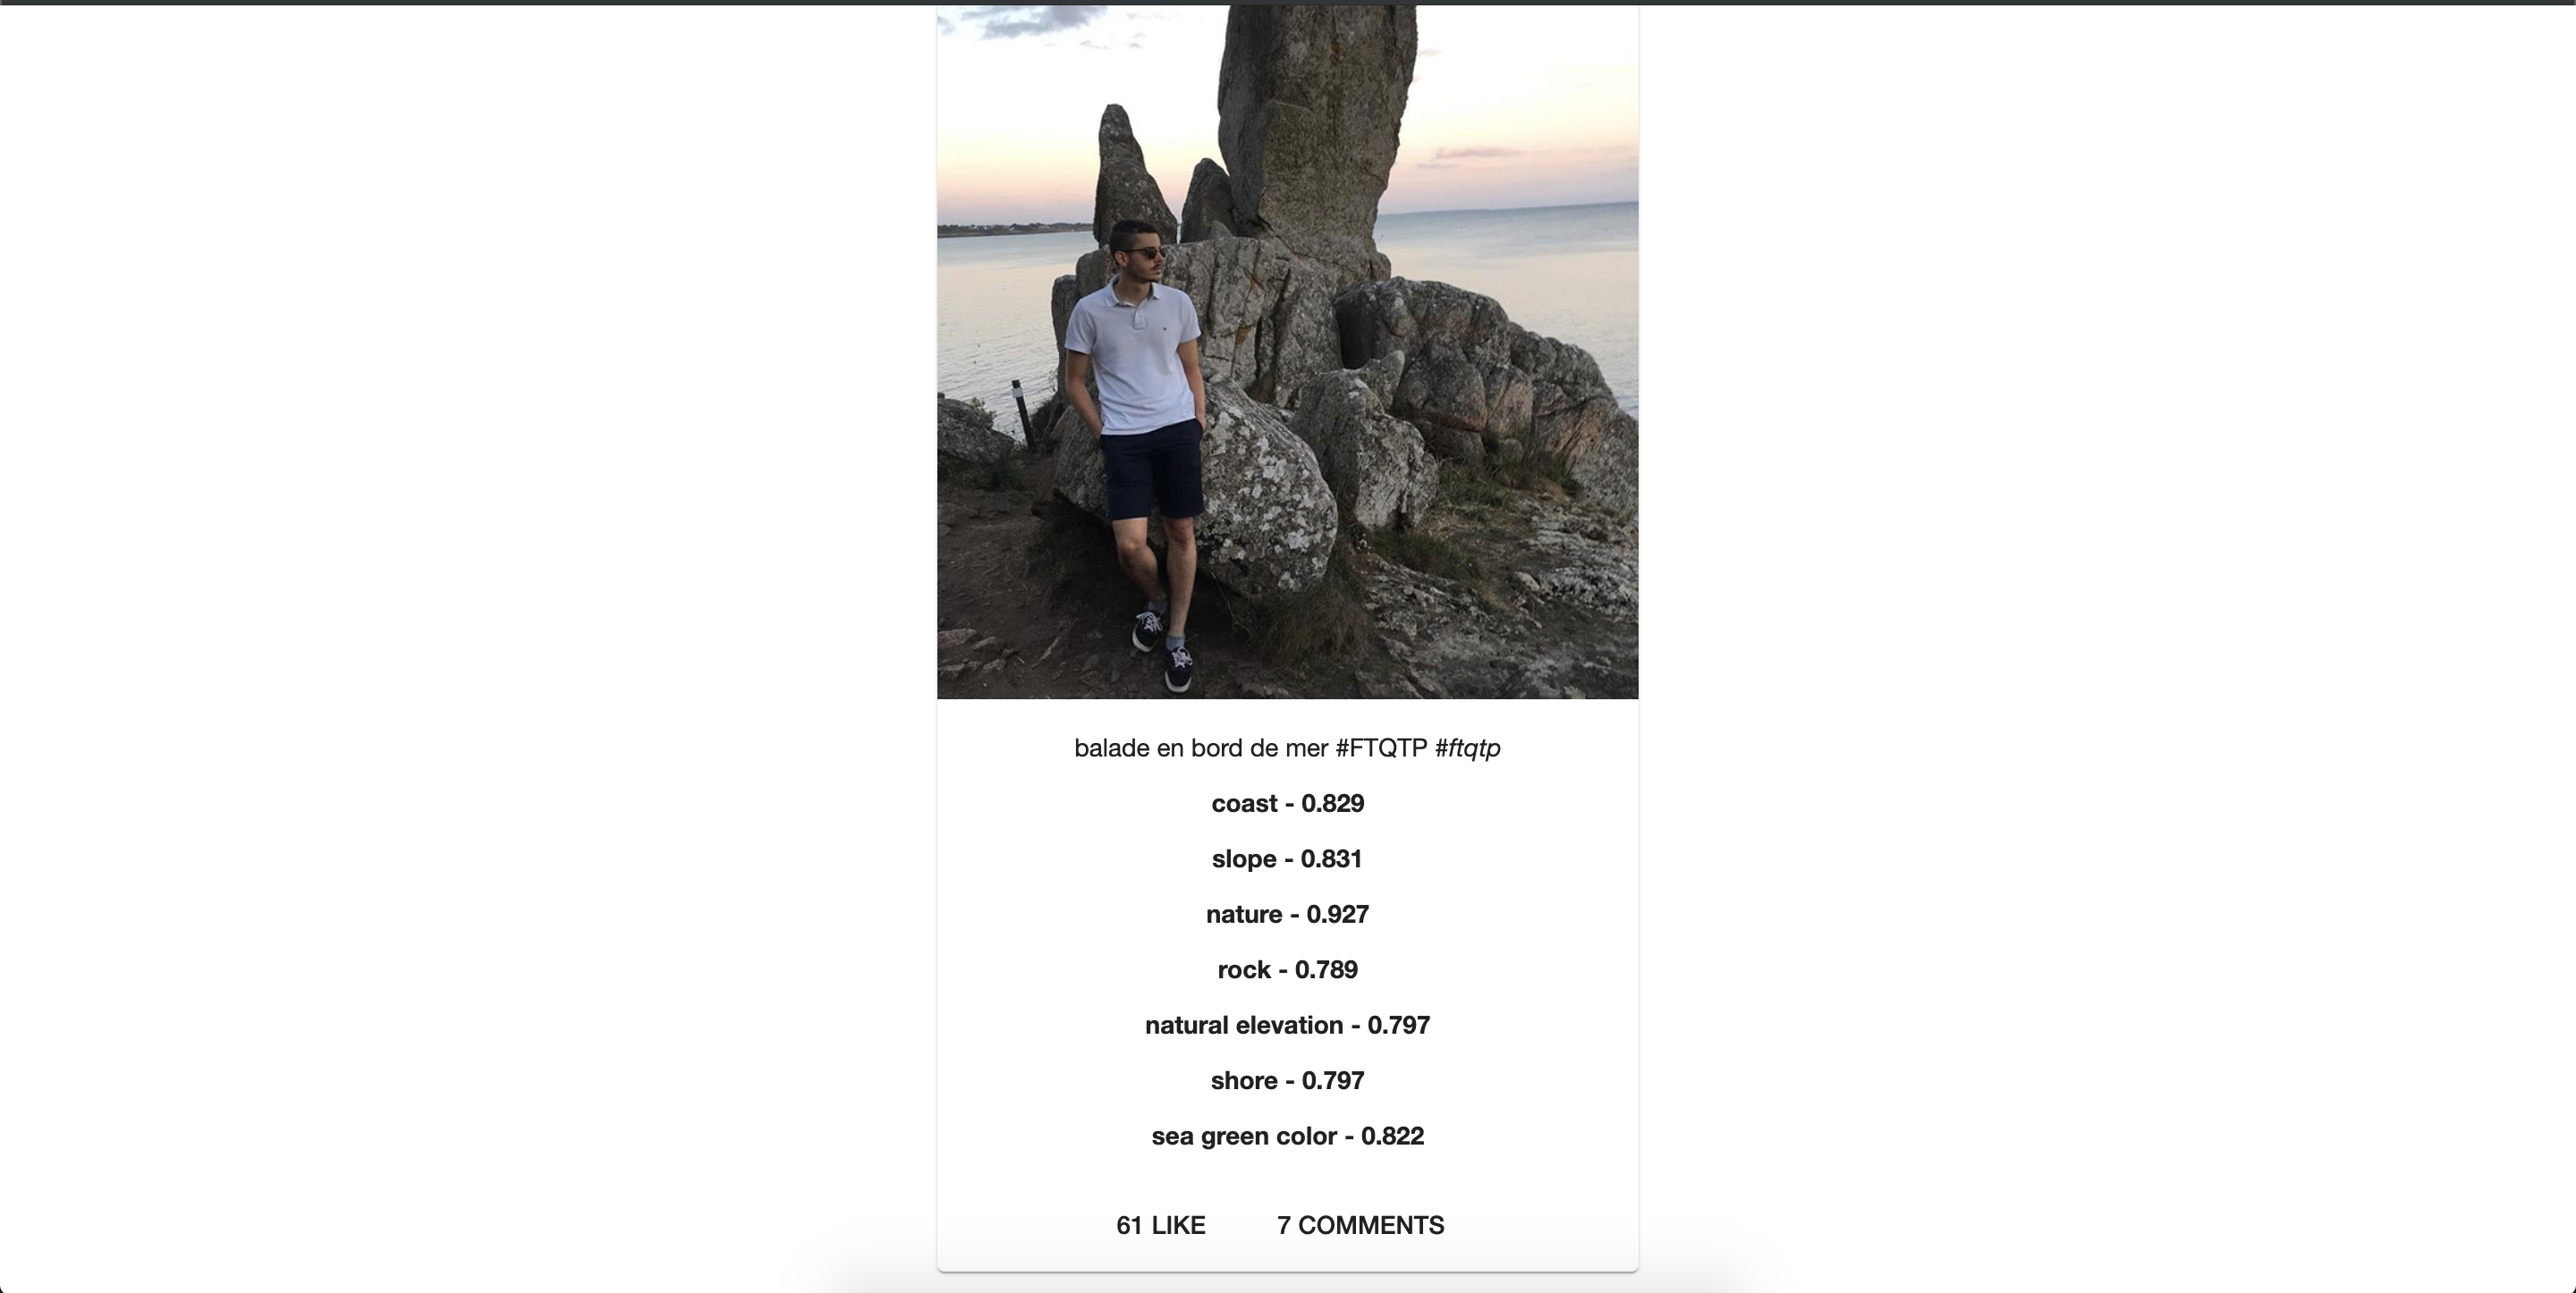 balade en bord de mer #FTQTP #ftqtp
coast - 0.829
slope - 0.831
nature - 0.927
rock - 0.789
natural elevation - 0.797
shore - 0.797
sea green color - 0.822
61 LIKE 7 COMMENTS